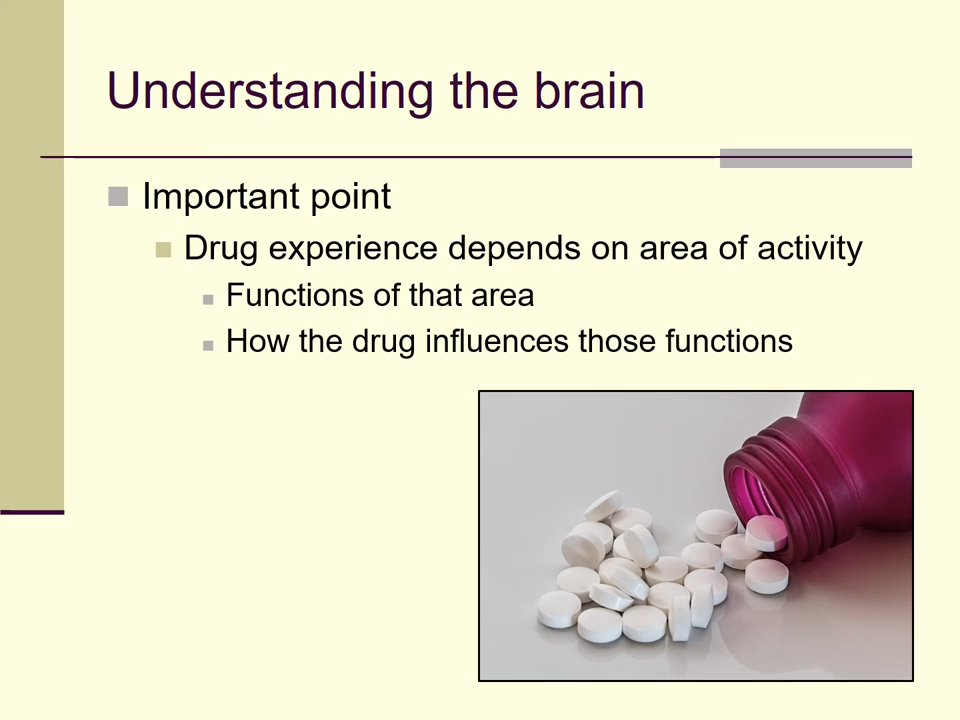 Understanding the brain
Important point
Drug experience depends on area of activity
Functions of that area
How the drug influences those functions